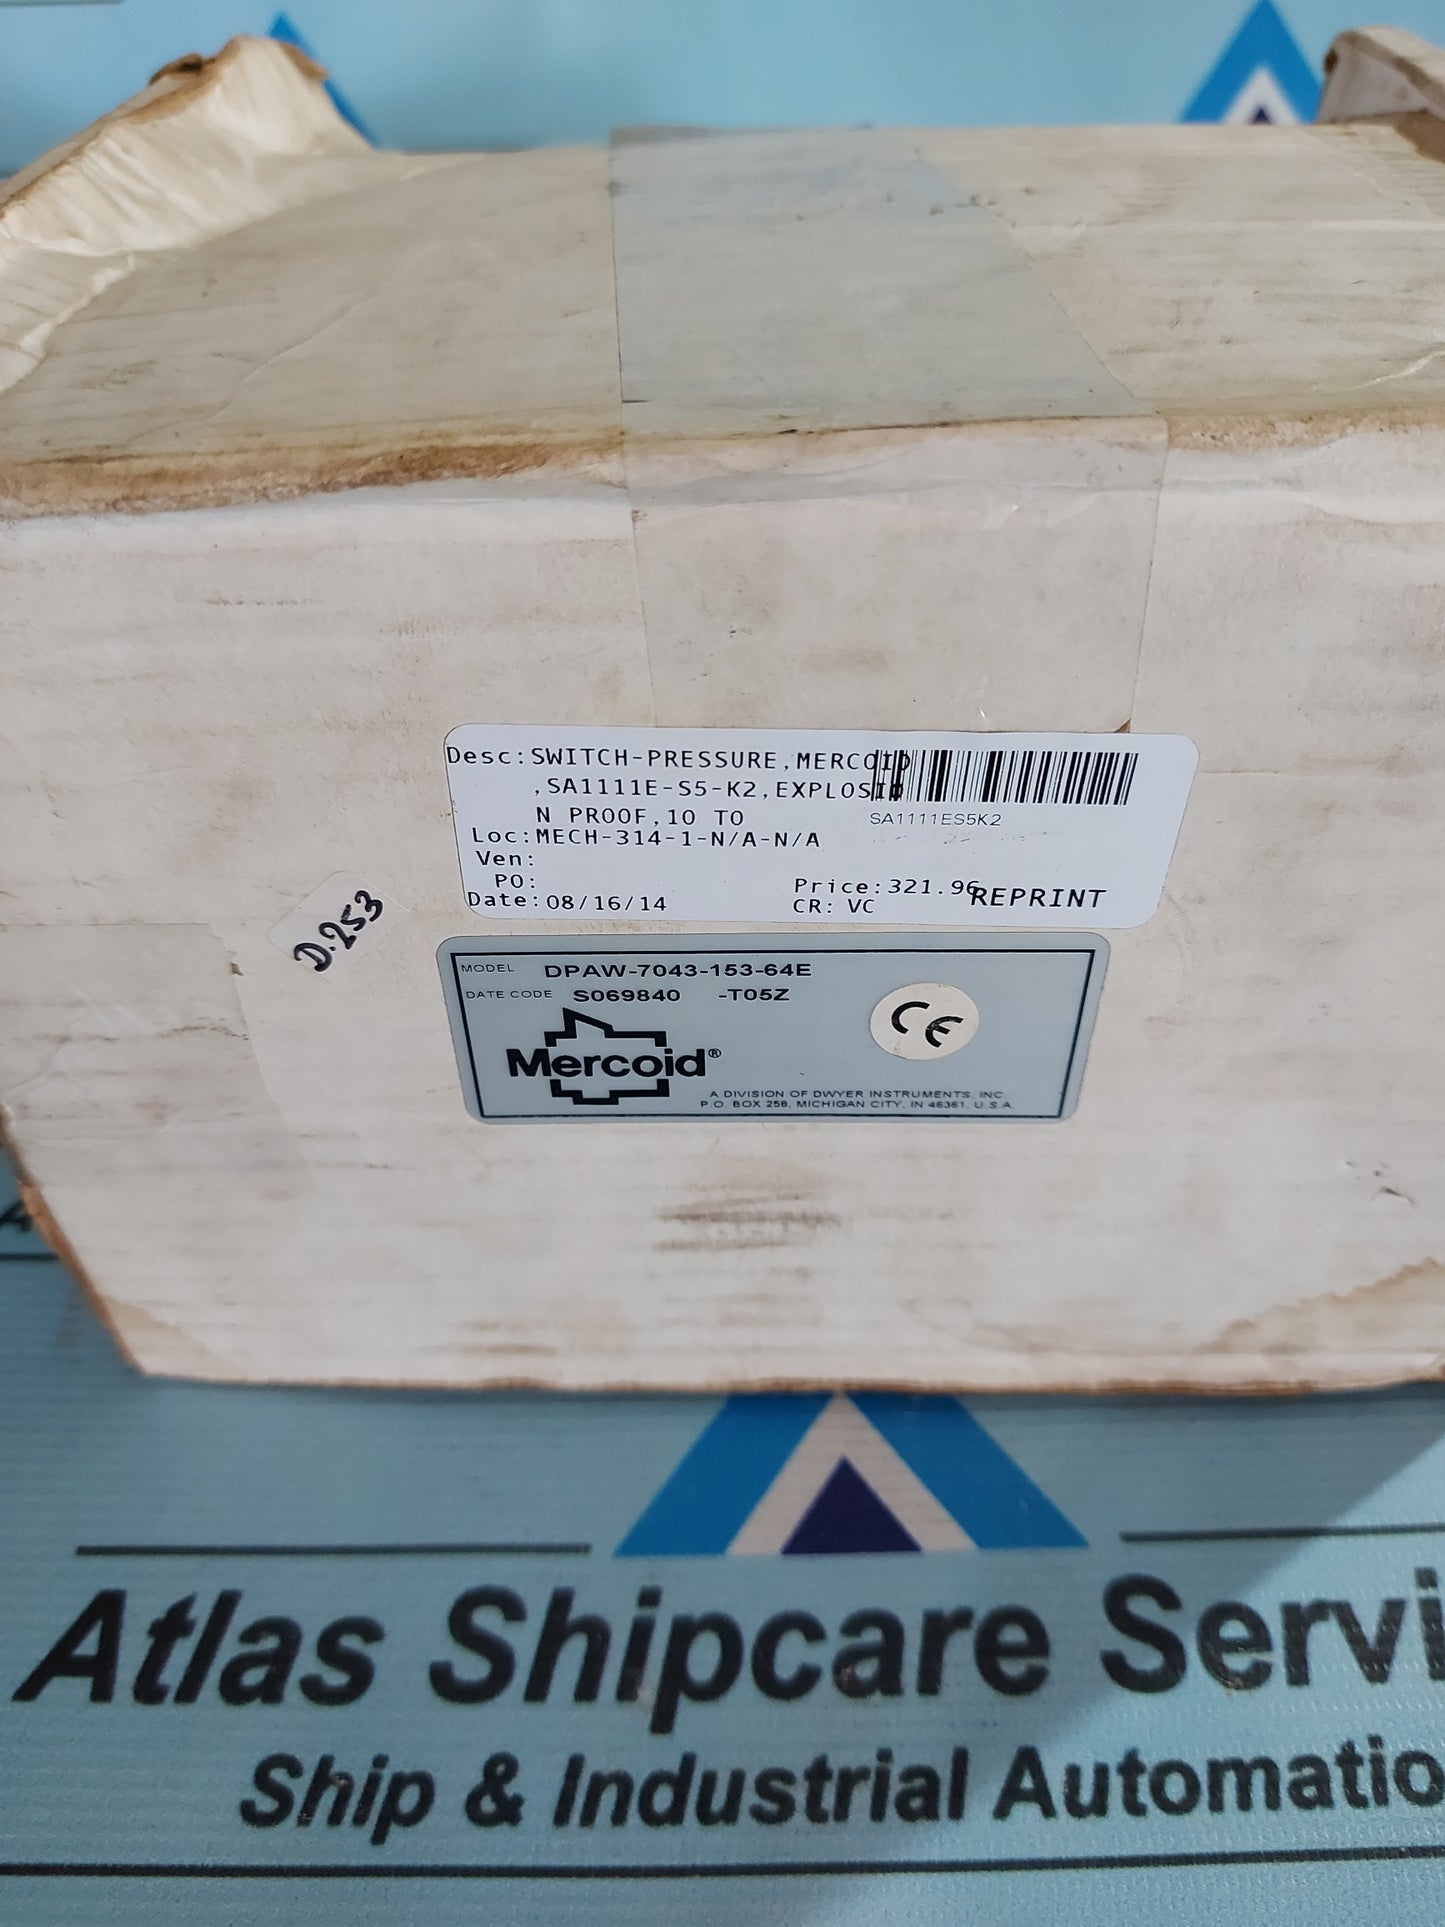 Desc:SWITCH-PRESSURE,MERCOID
,SA1111E-S5-K2,EXPLOSIO
N PROOF,10 TO
SA1111ES5K2
Loc:MECH-314-1-N/A-N/A
Ven:
PO:
Price:321.96
REPRINT
Date:08/16/14
CR: VC
D.253
MODEL DPAW-7043-153-64E
DATE CODE S069840 -T05Z
CE
Mercoid®
A DIVISION OF DWYER INSTRUMENTS, INC.
P.O. BOX 258, MICHIGAN CITY, IN 46361, U.S.A.
Atlas Shipcare Servi
Ship & Industrial Automatio